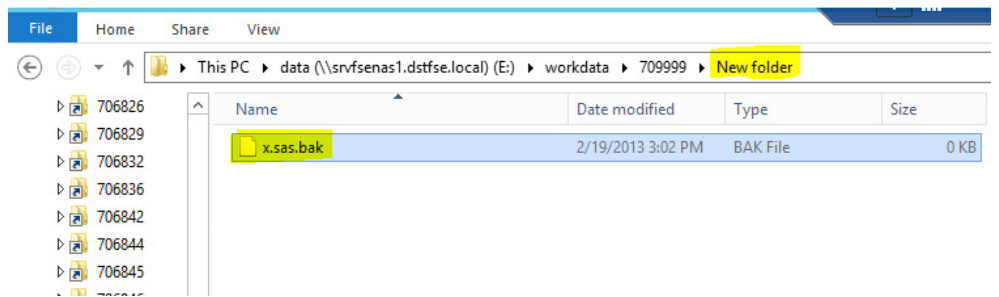 File Home Share View
This PC data (\\srvfsenas1.dstfse.local) (E:) workdata 709999 New folder
Name Date modified Type Size
706826
706829
x.sas.bak 2/19/2013 3:02 PM BAK File 0 KB
706832
706836
706842
706844
706845